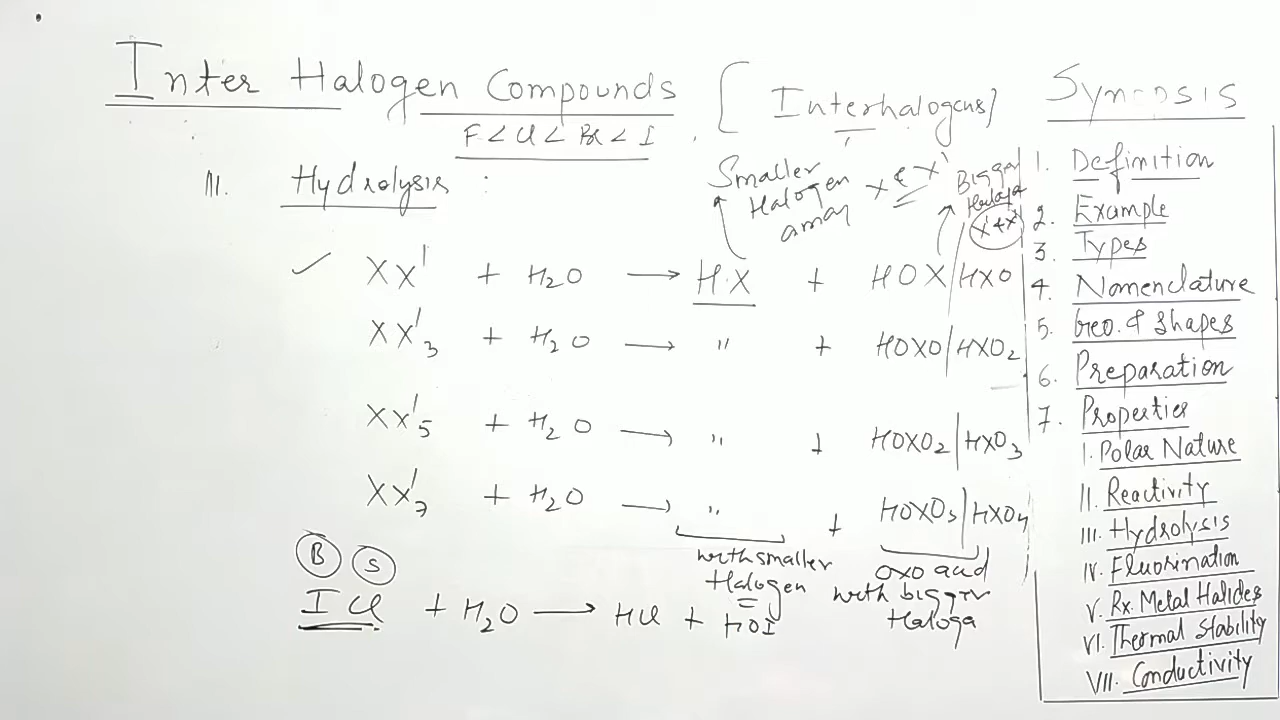 Inter Halogen Compounds [Interhalogens]
F < Cl < Br < I
III. Hydrolysis :
Smaller Halogen among X & X'
Bigger Halogen X & X'
✓ XX' + H2O → HX + HOX/HXO
XX'3 + H2O → " + HOXO/HXO2
XX'5 + H2O → " + HOXO2/HXO3
XX'7 + H2O → " + HOXO3/HXO4
with smaller Halogen
oxo acid with bigger Haloga
B S
ICl + H2O → HCl + HOI
Synopsis
1. Definition
2. Example
3. Types
4. Nomenclature
5. Geo. & Shapes
6. Preparation
7. Properties
I. Polar Nature
II. Reactivity
III. Hydrolysis
IV. Fluorination
V. Rx. Metal Halides
VI. Thermal Stability
VII. Conductivity